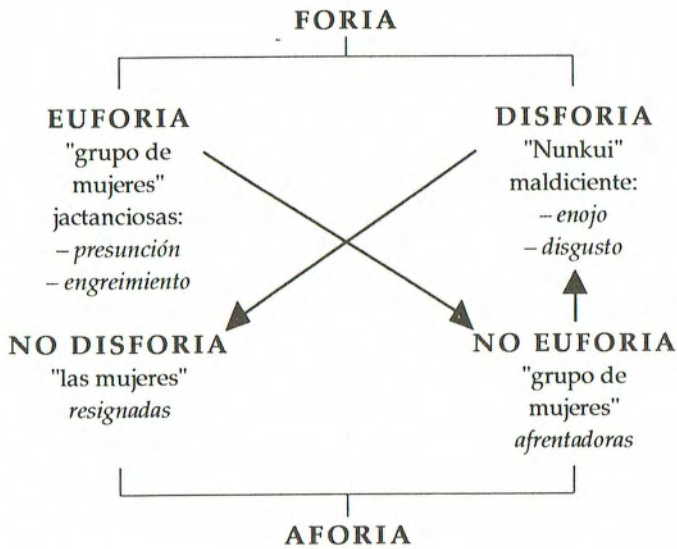 FORIA
EUFORIA
"grupo de
mujeres"
jactanciosas:
– presunción
– engreimiento
DISFORIA
"Nunkui"
maldiciente:
– enojo
– disgusto
NO DISFORIA
"las mujeres"
resignadas
NO EUFORIA
"grupo de
mujeres"
afrentadoras
AFORIA